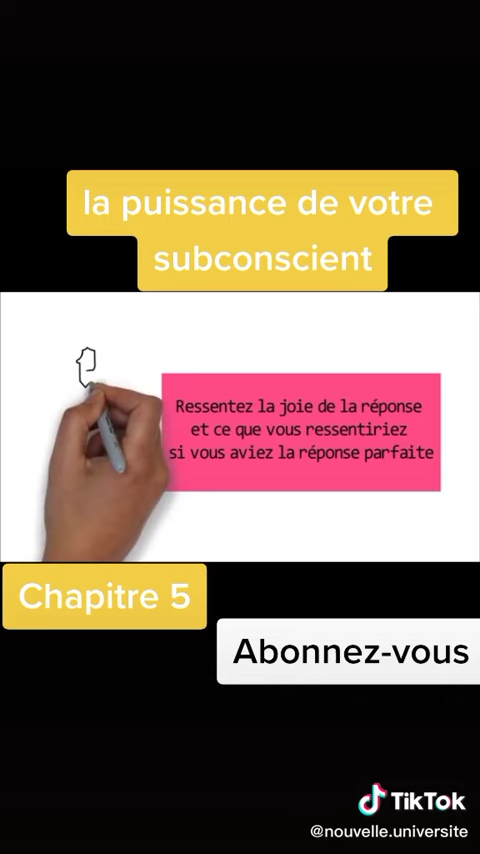 la puissance de votre
subconscient
Ressentez la joie de la réponse
et ce que vous ressentiriez
si vous aviez la réponse parfaite
Chapitre 5
Abonnez-vous
TikTok
@nouvelle.universite